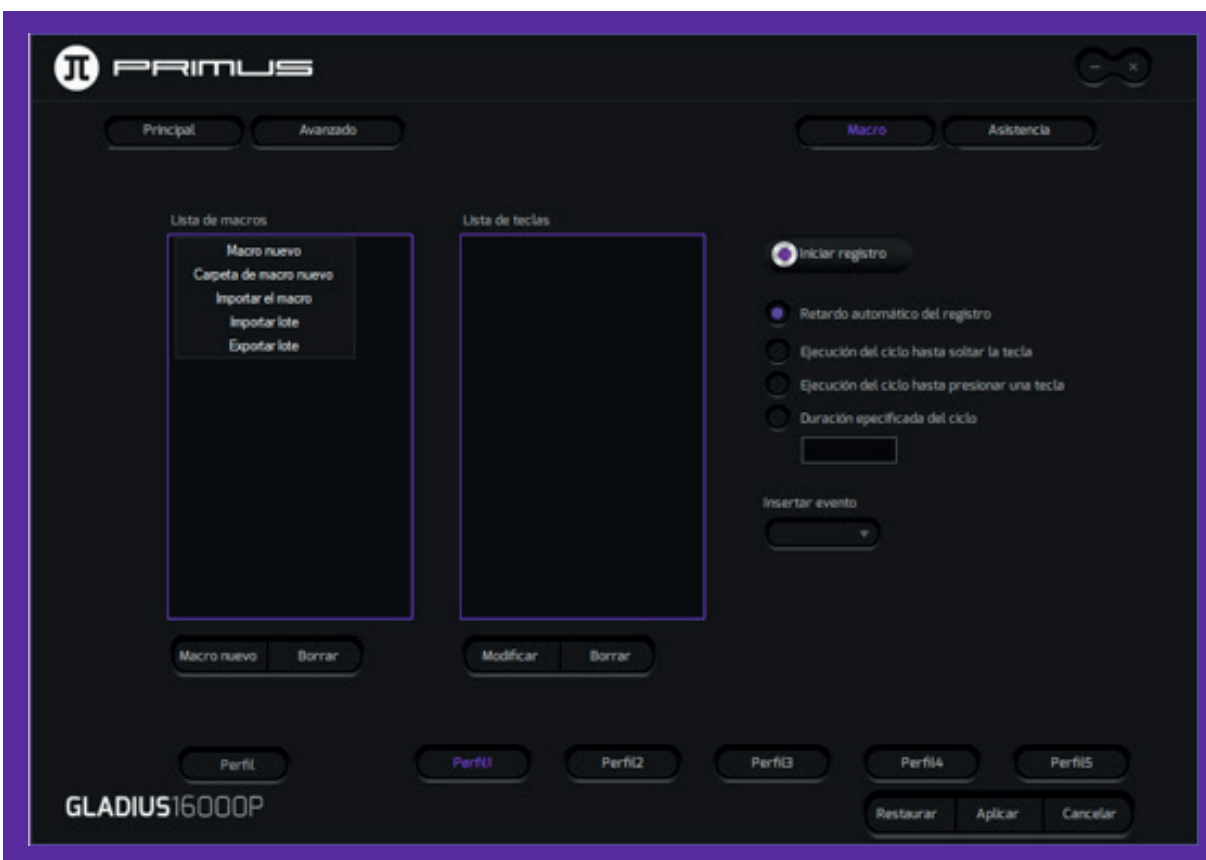 PRIMUS
Principal
Avanzado
Macro
Asistencia
Lista de macros
Lista de teclas
Macro nuevo
Carpeta de macro nuevo
Importar el macro
Importar lote
Exportar lote
Iniciar registro
Retardo automático del registro
Ejecución del ciclo hasta soltar la tecla
Ejecución del ciclo hasta presionar una tecla
Duración epecificada del ciclo
Insertar evento
Macro nuevo
Borrar
Modificar
Borrar
Perfil
Perfil1
Perfil2
Perfil3
Perfil4
Perfil5
GLADIUS16000P
Restaurar
Aplicar
Cancelar